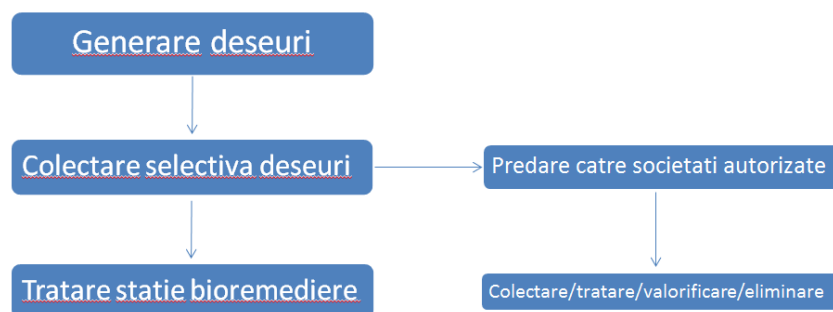 Generare deseuri
Colectare selectiva deseuri
Predare catre societati autorizate
Tratare statie bioremediere
Colectare/tratare/valorificare/eliminare